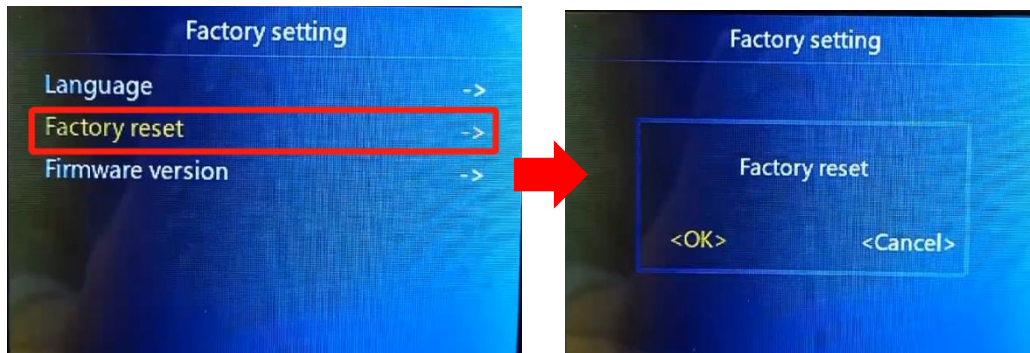 Factory setting
Language ->
Factory reset ->
Firmware version ->
Factory setting
Factory reset
<OK> <Cancel>